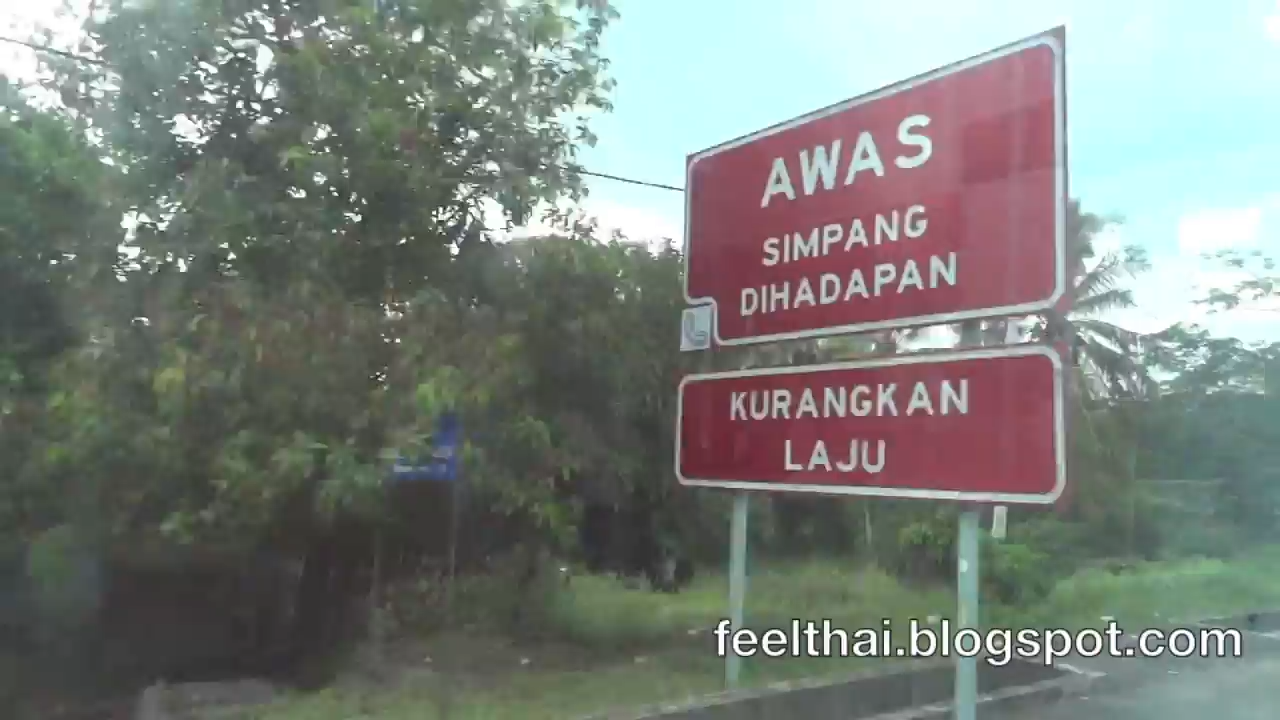 AWAS
SIMPANG
DIHADAPAN
KURANGKAN
LAJU
feelthai.blogspot.com